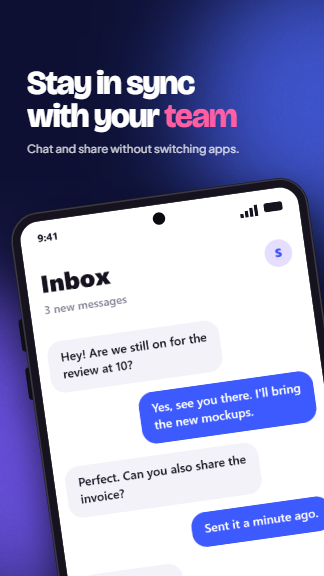 Stay in sync
with your team
Chat and share without switching apps.
9:41
Inbox
S
3 new messages
Hey! Are we still on for the
review at 10?
Yes, see you there. I'll bring
the new mockups.
Perfect. Can you also share the
invoice?
Sent it a minute ago.